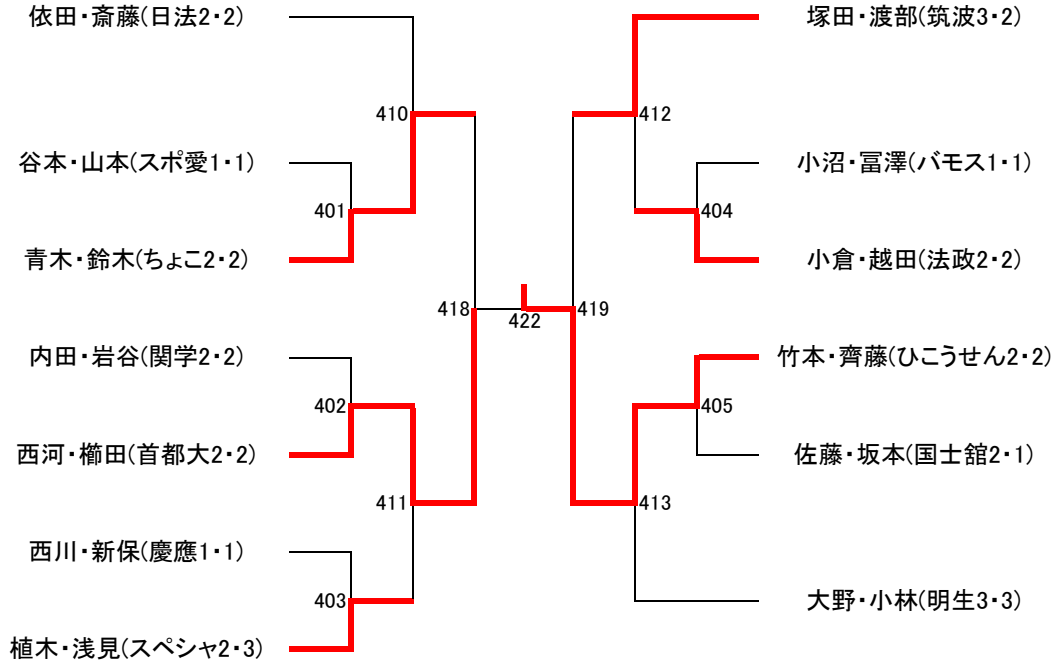 依田・斎藤(日法2・2)
塚田・渡部(筑波3・2)
410
412
谷本・山本(スポ愛1・1)
小沼・冨澤(バモス1・1)
401
404
青木・鈴木(ちょこ2・2)
小倉・越田(法政2・2)
418
422
419
内田・岩谷(関学2・2)
竹本・齊藤(ひこうせん2・2)
402
405
西河・櫛田(首都大2・2)
佐藤・坂本(国士舘2・1)
411
413
西川・新保(慶應1・1)
403
大野・小林(明生3・3)
植木・浅見(スペシャ2・3)